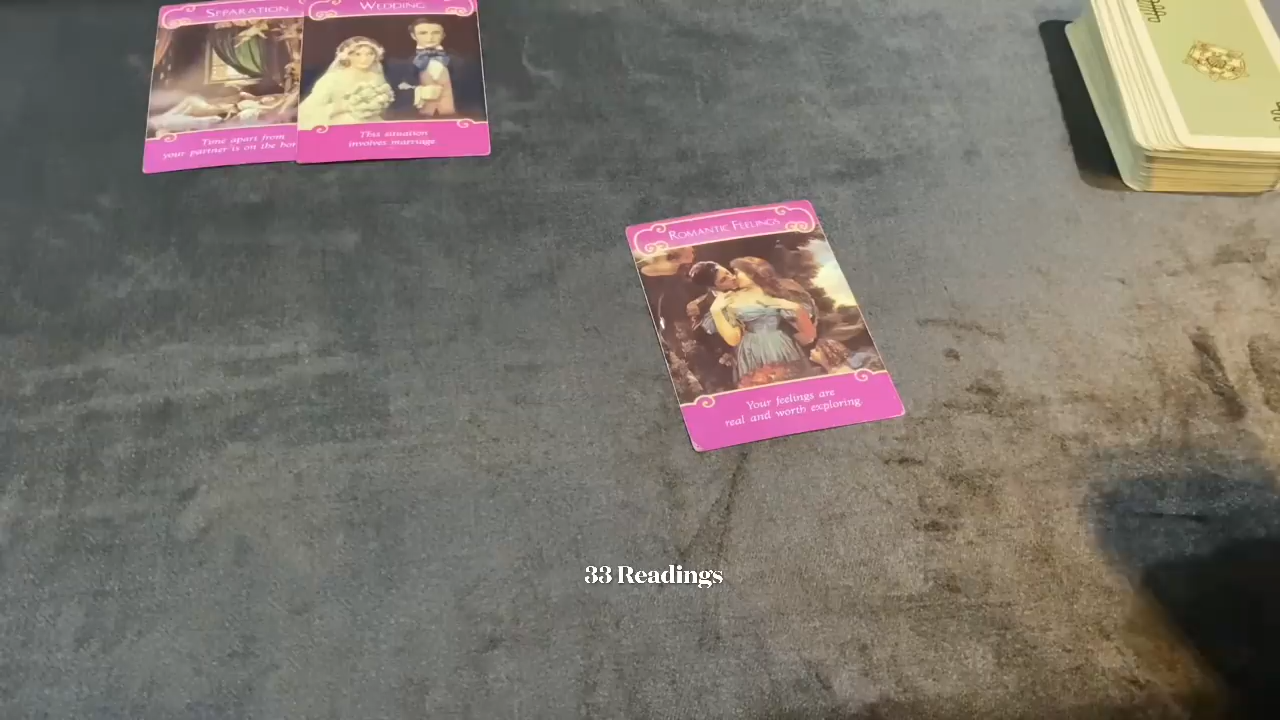 SEPARATION
Time apart from
your partner is on the hor
WEDDING
This situation
involves marriage
ROMANTIC FEELINGS
Your feelings are
real and worth exploring
33 Readings